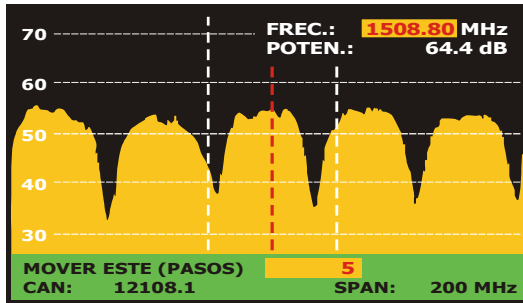 70
FREC.: 1508.80 MHz
POTEN.: 64.4 dB
60
50
40
30
MOVER ESTE (PASOS) 5
CAN: 12108.1 SPAN: 200 MHz